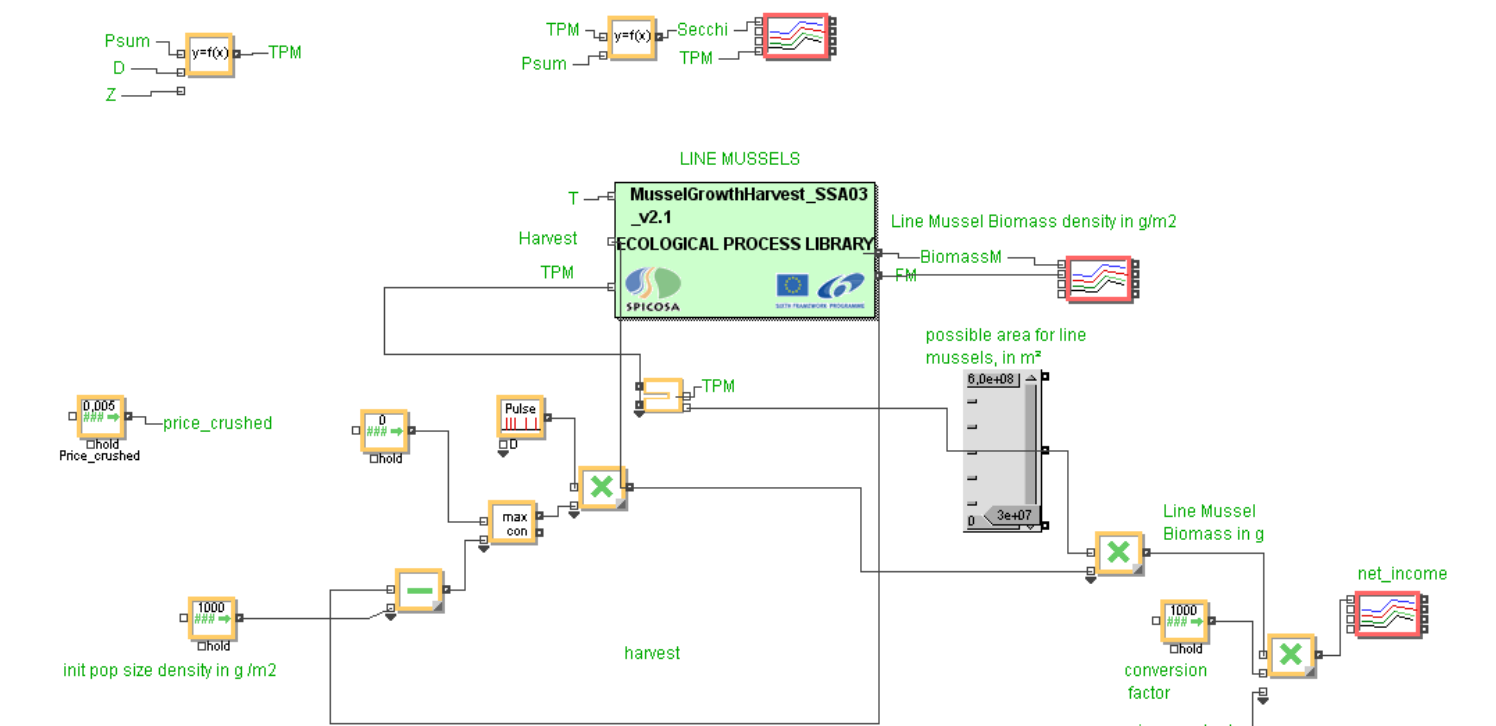 Psum
D
Z
y=f(x)
TPM
TPM
Psum
y=f(x)
Secchi
TPM
LINE MUSSELS
T
Harvest
TPM
MusselGrowthHarvest_SSA03
_v2.1
ECOLOGICAL PROCESS LIBRARY
SPICOSA
SIXTH FRAMEWORK PROGRAMME
Line Mussel Biomass density in g/m2
BiomassM
FM
possible area for line
mussels, in m²
6,0e+08
0
3e+07
TPM
0,005
###
hold
Price_crushed
price_crushed
0
###
hold
Pulse
D
max
con
1000
###
hold
init pop size density in g /m2
harvest
Line Mussel
Biomass in g
net_income
1000
###
hold
conversion
factor